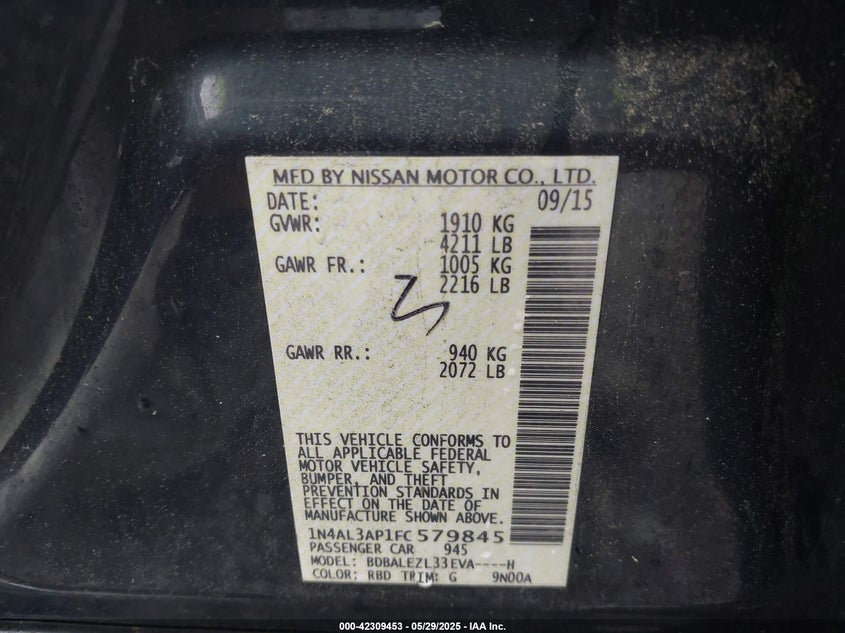 MFD BY NISSAN MOTOR CO., LTD.
DATE: 09/15
GVWR: 1910 KG
4211 LB
GAWR FR.: 1005 KG
2216 LB
GAWR RR.: 940 KG
2072 LB
THIS VEHICLE CONFORMS TO
ALL APPLICABLE FEDERAL
MOTOR VEHICLE SAFETY,
BUMPER, AND THEFT
PREVENTION STANDARDS IN
EFFECT ON THE DATE OF
MANUFACTURE SHOWN ABOVE.
1N4AL3AP1FC579845
PASSENGER CAR 945
MODEL: BDBALEZL33EVA----H
COLOR: RBD TRIM: G 9N00A
000-42309453 - 05/29/2025 - IAA Inc.